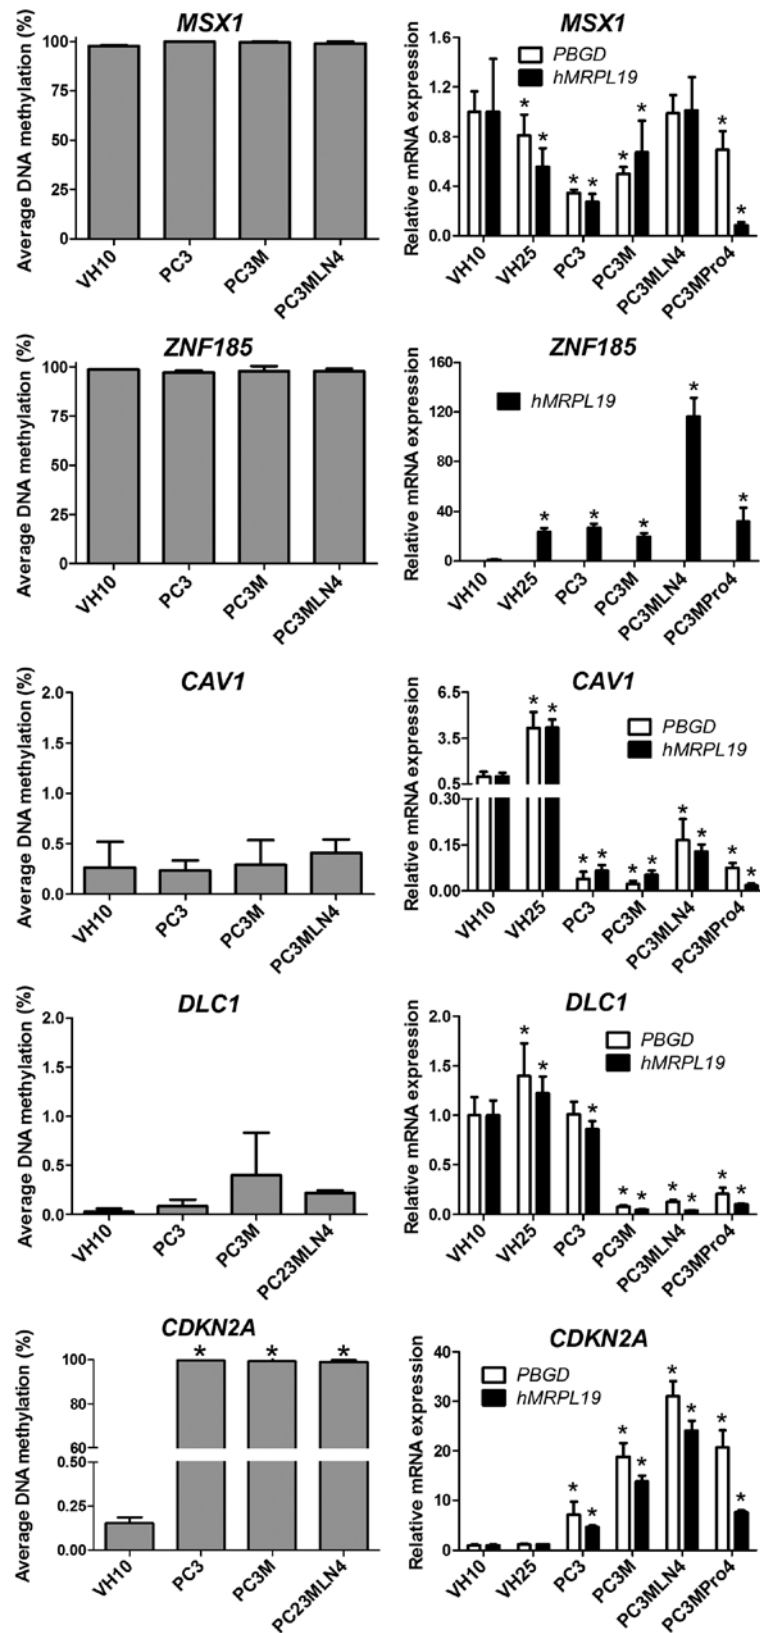 MSX1
Average DNA methylation (%)
100
75
50
25
0
VH10
PC3
PC3M
PC3MLN4
MSX1
Relative mRNA expression
1.6
1.2
0.8
0.4
0.0
PBGD
hMRPL19
* * * * * * * *
VH10
VH25
PC3
PC3M
PC3MLN4
PC3MPro4
ZNF185
Average DNA methylation (%)
100
75
50
25
0
VH10
PC3
PC3M
PC3MLN4
ZNF185
Relative mRNA expression
160
120
80
40
0
hMRPL19
* * * * *
VH10
VH25
PC3
PC3M
PC3MLN4
PC3MPro4
CAV1
Average DNA methylation (%)
2.0
1.5
1.0
0.5
0.0
VH10
PC3
PC3M
PC3MLN4
CAV1
Relative mRNA expression
6.5
3.5
0.5
0.30
0.15
0.00
PBGD
hMRPL19
* * * * * * * * * *
VH10
VH25
PC3
PC3M
PC3MLN4
PC3MPro4
DLC1
Average DNA methylation (%)
2.0
1.5
1.0
0.5
0.0
VH10
PC3
PC3M
PC23MLN4
DLC1
Relative mRNA expression
2.0
1.5
1.0
0.5
0.0
PBGD
hMRPL19
* * * * * * * * *
VH10
VH25
PC3
PC3M
PC3MLN4
PC3MPro4
CDKN2A
Average DNA methylation (%)
100
80
60
0.50
0.25
0.00
* * *
VH10
PC3
PC3M
PC23MLN4
CDKN2A
Relative mRNA expression
40
30
20
10
0
PBGD
hMRPL19
* * * * * * * *
VH10
VH25
PC3
PC3M
PC3MLN4
PC3MPro4